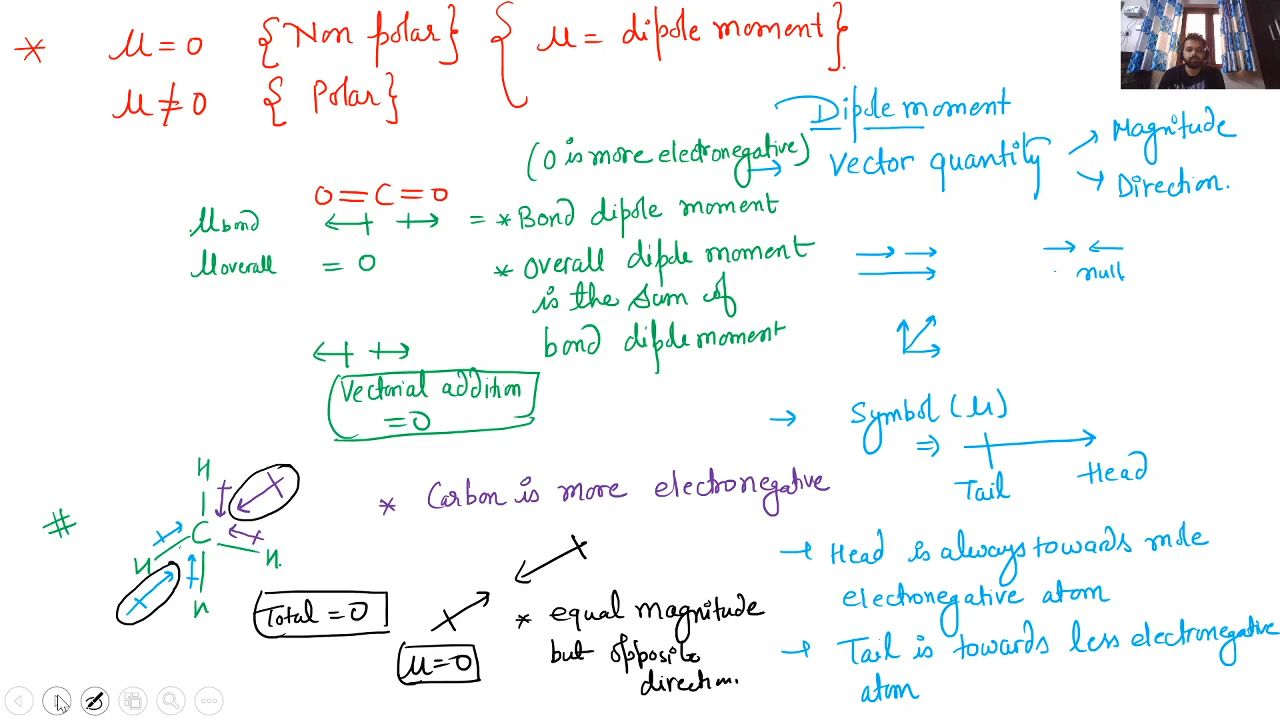 * μ = 0 {Non polar} { μ = dipole moment}
μ ≠ 0 { Polar}
Dipole moment
→ Vector quantity → Magnitude
→ Direction.
(O is more electronegative)
O=C=O
μbond = * Bond dipole moment
μoverall = 0 * Overall dipole moment
is the sum of
bond dipole moment
null
Vectorial addition
= 0
→ Symbol (μ)
⇒
Tail Head
# H
C
H H.
H
* Carbon is more electronegative
Total = 0
μ = 0
* equal magnitude
but opposite
direction.
→ Head is always towards more
electronegative atom
→ Tail is towards less electronegative
atom